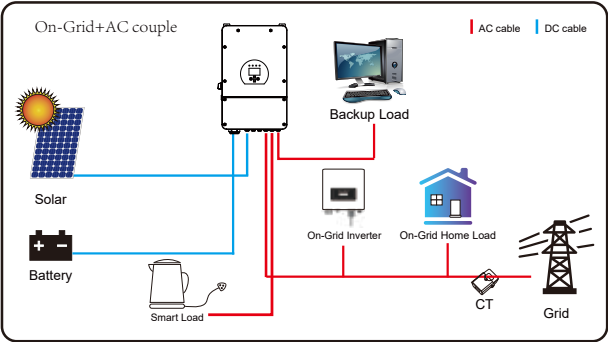 On-Grid+AC couple
AC cable
DC cable
Backup Load
Solar
On-Grid Inverter
On-Grid Home Load
Battery
Smart Load
CT
Grid